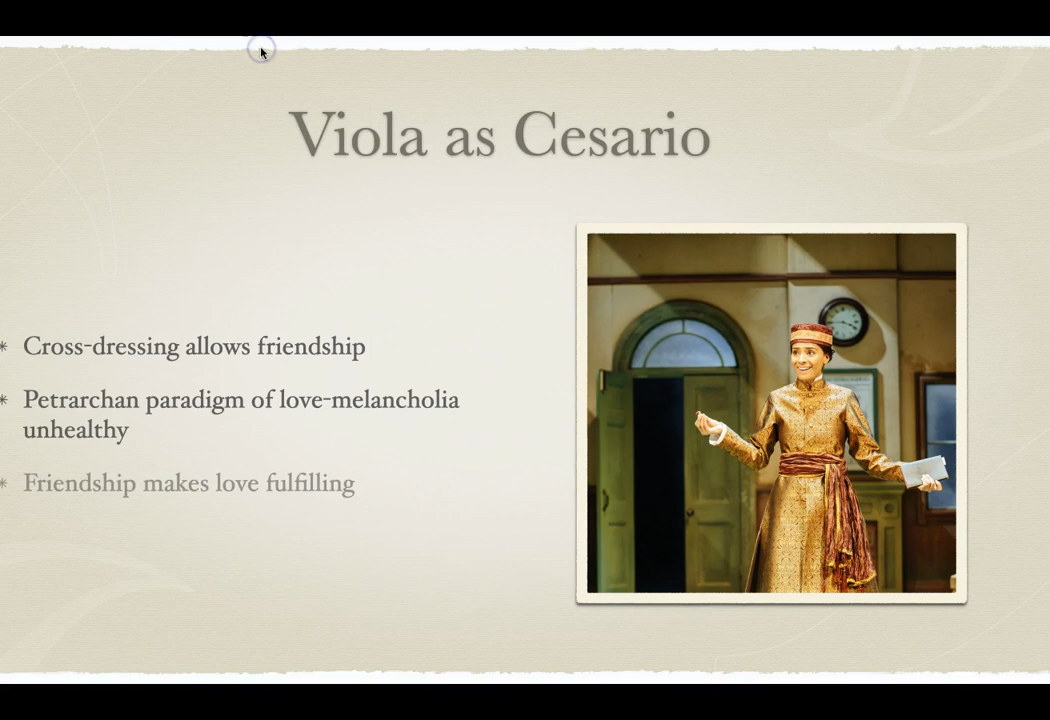 Viola as Cesario
* Cross-dressing allows friendship
* Petrarchan paradigm of love-melancholia
unhealthy
* Friendship makes love fulfilling